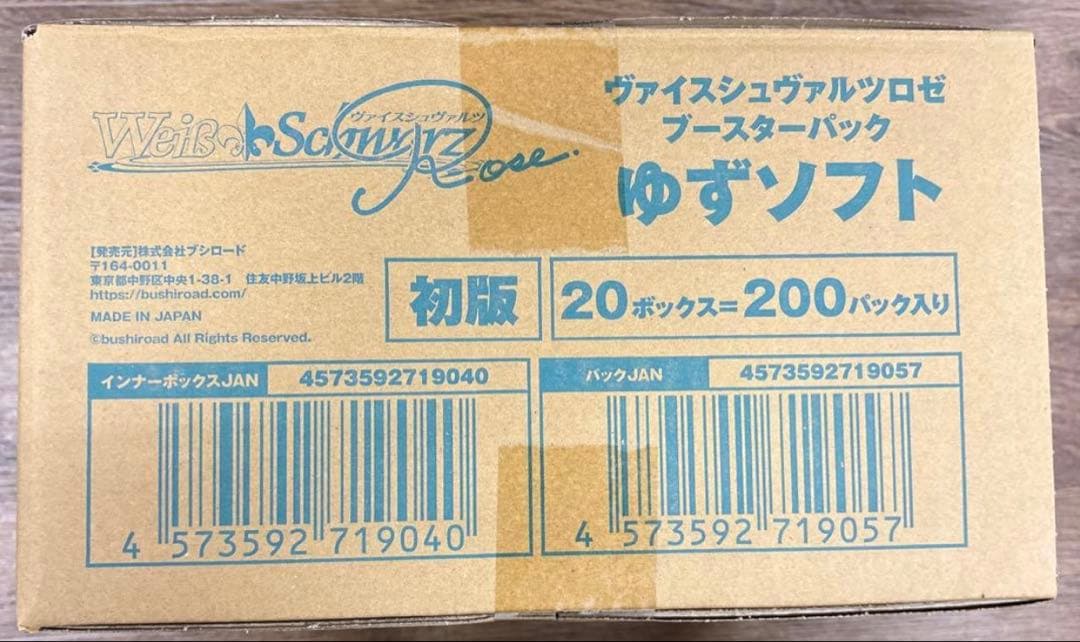 Weiß Schwarz
ヴァイスシュヴァルツ
Rose.
ヴァイスシュヴァルツロゼ
ブースターパック
ゆずソフト
【発売元】株式会社ブシロード
〒164-0011
東京都中野区中央1-38-1 住友中野坂上ビル2階
https://bushiroad.com/
MADE IN JAPAN
©bushiroad All Rights Reserved.
初版
20ボックス=200パック入り
インナーボックスJAN 4573592719040
4 573592 719040
パックJAN 4573592719057
4 573592 719057